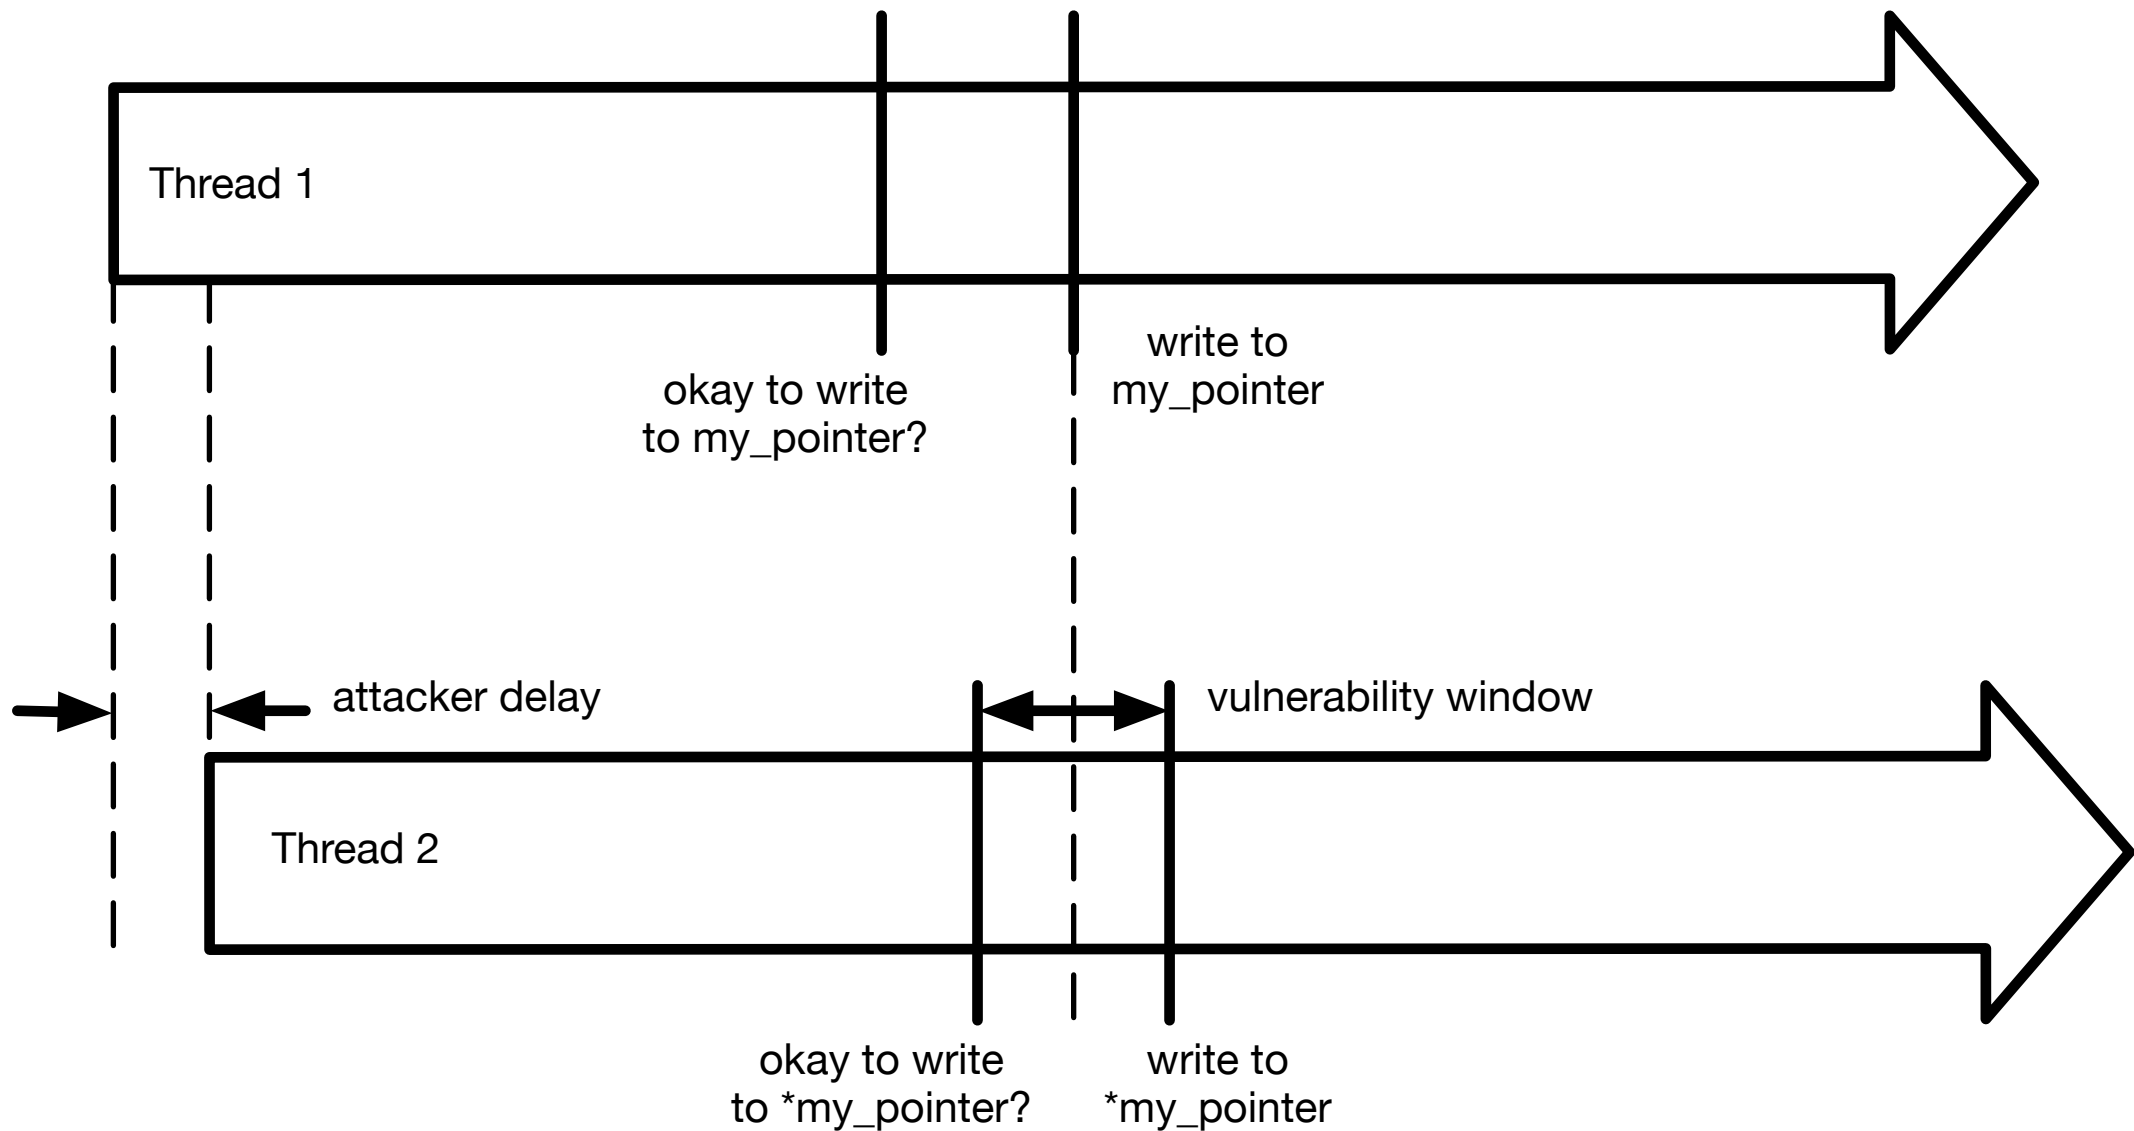 Thread 1
write to
my_pointer
okay to write
to my_pointer?
attacker delay
vulnerability window
Thread 2
okay to write
to *my_pointer?
write to
*my_pointer